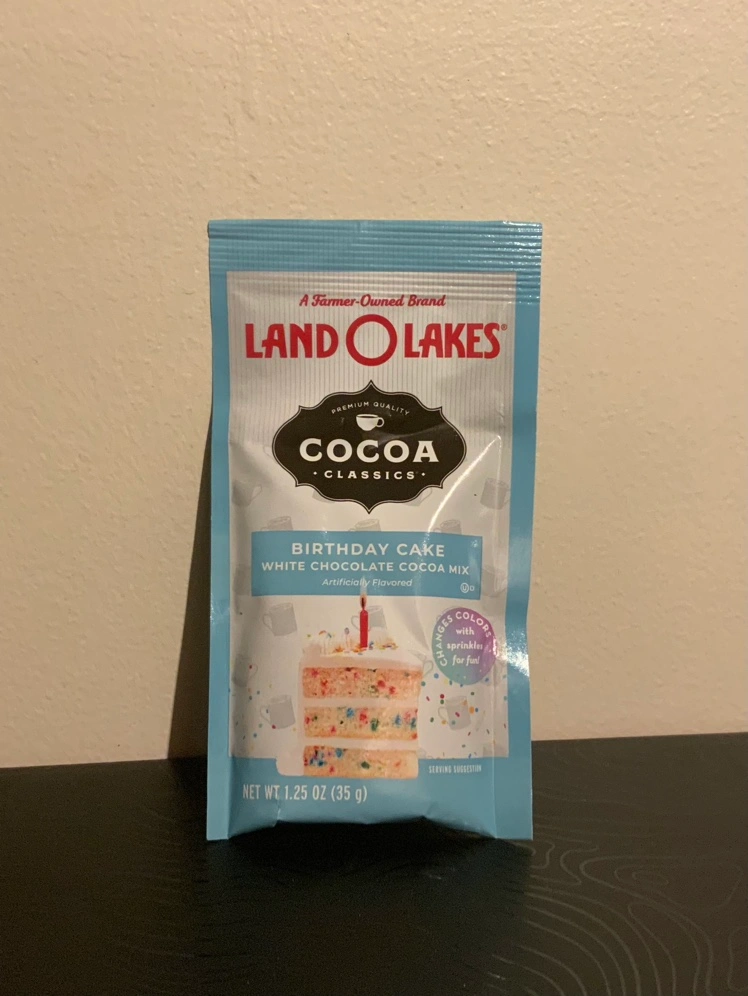 A Farmer-Owned Brand
LAND O LAKES®
PREMIUM QUALITY
COCOA
• CLASSICS •
BIRTHDAY CAKE
WHITE CHOCOLATE COCOA MIX
Artificially Flavored
U D
CHANGES COLORS
with
sprinkles
for fun!
SERVING SUGGESTION
NET WT 1.25 OZ (35 g)